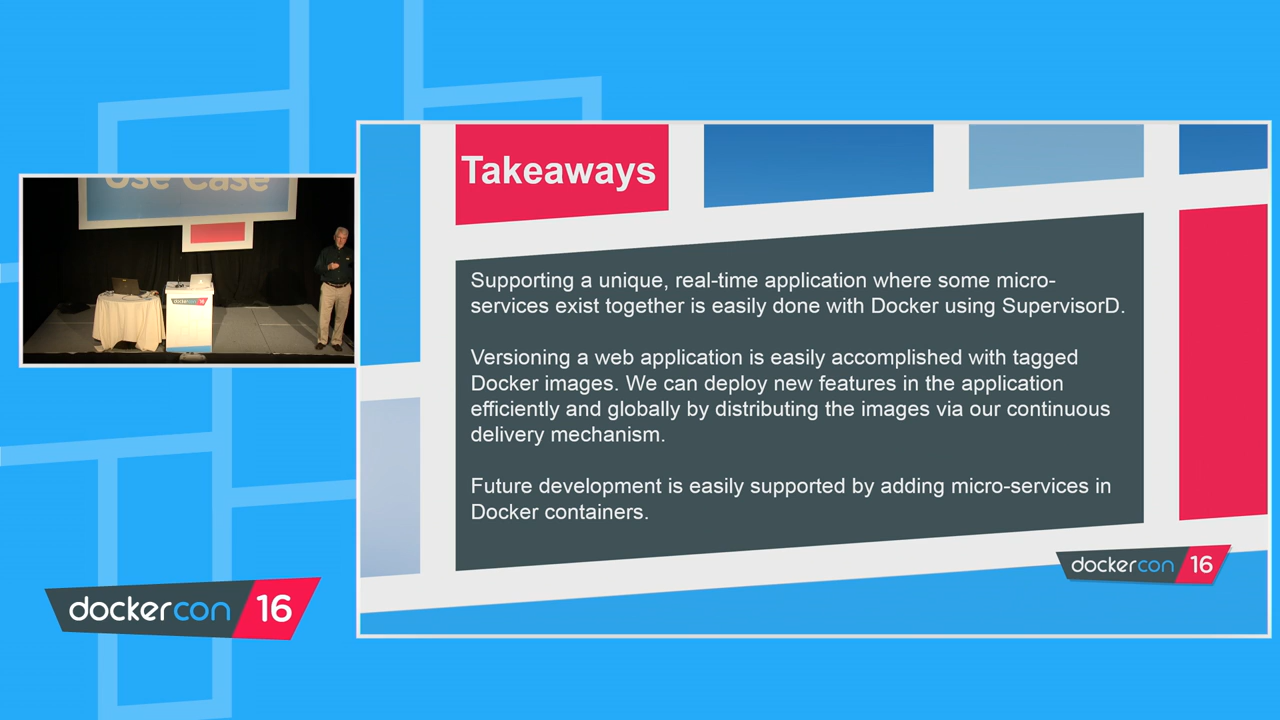 Use Case
dockercon 16
dockercon 16
Takeaways
Supporting a unique, real-time application where some micro-
services exist together is easily done with Docker using SupervisorD.
Versioning a web application is easily accomplished with tagged
Docker images. We can deploy new features in the application
efficiently and globally by distributing the images via our continuous
delivery mechanism.
Future development is easily supported by adding micro-services in
Docker containers.
dockercon 16